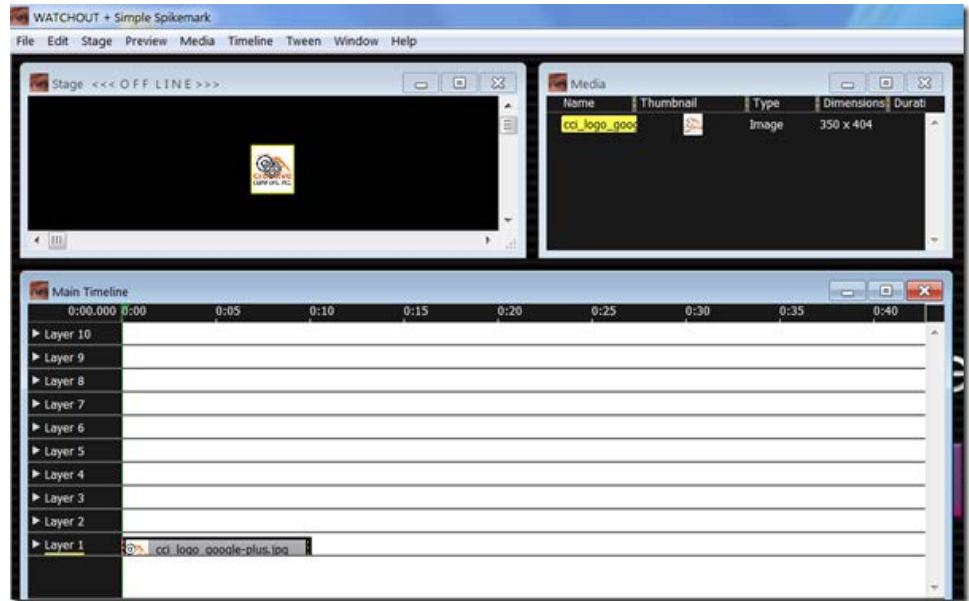 WATCHOUT + Simple Spikemark
File Edit Stage Preview Media Timeline Tween Window Help
Stage <<< O F F L I N E >>>
Media
Name Thumbnail Type Dimensions Durati
cci_logo_goog Image 350 x 404
Main Timeline
0:00.000 0:00 0:05 0:10 0:15 0:20 0:25 0:30 0:35 0:40
Layer 10
Layer 9
Layer 8
Layer 7
Layer 6
Layer 5
Layer 4
Layer 3
Layer 2
Layer 1 cci_logo_google-plus.jpg